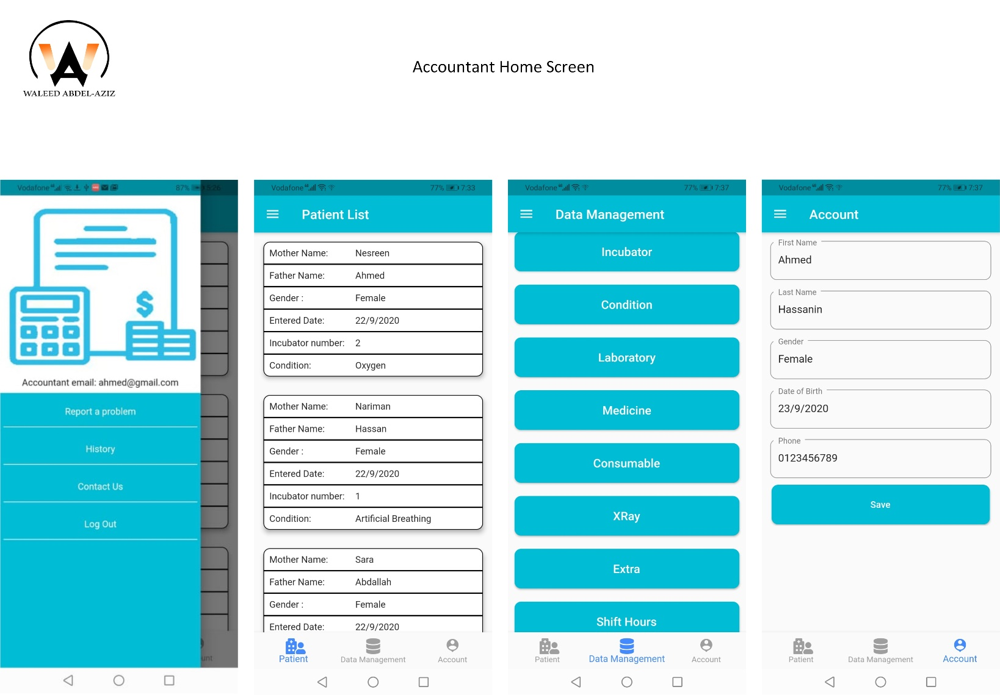 WALEED ABDEL-AZIZ
Accountant Home Screen
Vodafone 4G 87% 5:26
$
Accountant email: ahmed@gmail.com
Report a problem
History
Contact Us
Log Out
unt
Vodafone 4G 77% 7:33
Patient List
Mother Name: Nesreen
Father Name: Ahmed
Gender : Female
Entered Date: 22/9/2020
Incubator number: 2
Condition: Oxygen
Mother Name: Nariman
Father Name: Hassan
Gender : Female
Entered Date: 22/9/2020
Incubator number: 1
Condition: Artificial Breathing
Mother Name: Sara
Father Name: Abdallah
Gender : Female
Entered Date: 22/9/2020
Patient Data Management Account
Vodafone 4G 77% 7:37
Data Management
Incubator
Condition
Laboratory
Medicine
Consumable
XRay
Extra
Shift Hours
Patient Data Management Account
Vodafone 4G 77% 7:37
Account
First Name
Ahmed
Last Name
Hassanin
Gender
Female
Date of Birth
23/9/2020
Phone
0123456789
Save
Patient Data Management Account